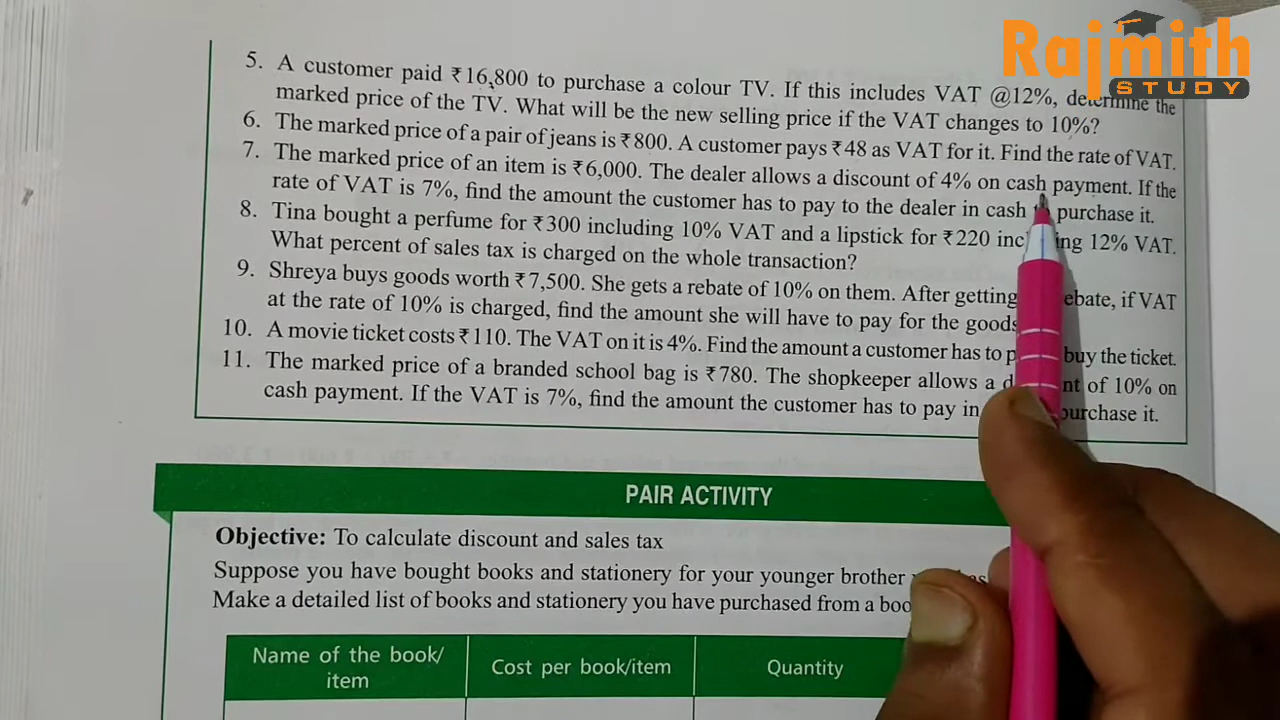 Rajmith
STUDY
5. A customer paid ₹16,800 to purchase a colour TV. If this includes VAT @12%, determine the
marked price of the TV. What will be the new selling price if the VAT changes to 10%?
6. The marked price of a pair of jeans is ₹800. A customer pays ₹48 as VAT for it. Find the rate of VAT.
7. The marked price of an item is ₹6,000. The dealer allows a discount of 4% on cash payment. If the
rate of VAT is 7%, find the amount the customer has to pay to the dealer in cash purchase it.
8. Tina bought a perfume for ₹300 including 10% VAT and a lipstick for ₹220 12% VAT.
What percent of sales tax is charged on the whole transaction?
9. Shreya buys goods worth ₹7,500. She gets a rebate of 10% on them. After getting if VAT
at the rate of 10% is charged, find the amount she will have to pay for the goods
10. A movie ticket costs ₹110. The VAT on it is 4%. Find the amount a customer has to buy the ticket.
11. The marked price of a branded school bag is ₹780. The shopkeeper allows a of 10% on
cash payment. If the VAT is 7%, find the amount the customer has to pay in purchase it.
PAIR ACTIVITY
Objective: To calculate discount and sales tax
Suppose you have bought books and stationery for your younger brother
Make a detailed list of books and stationery you have purchased from a
Name of the book/
item
Cost per book/item
Quantity